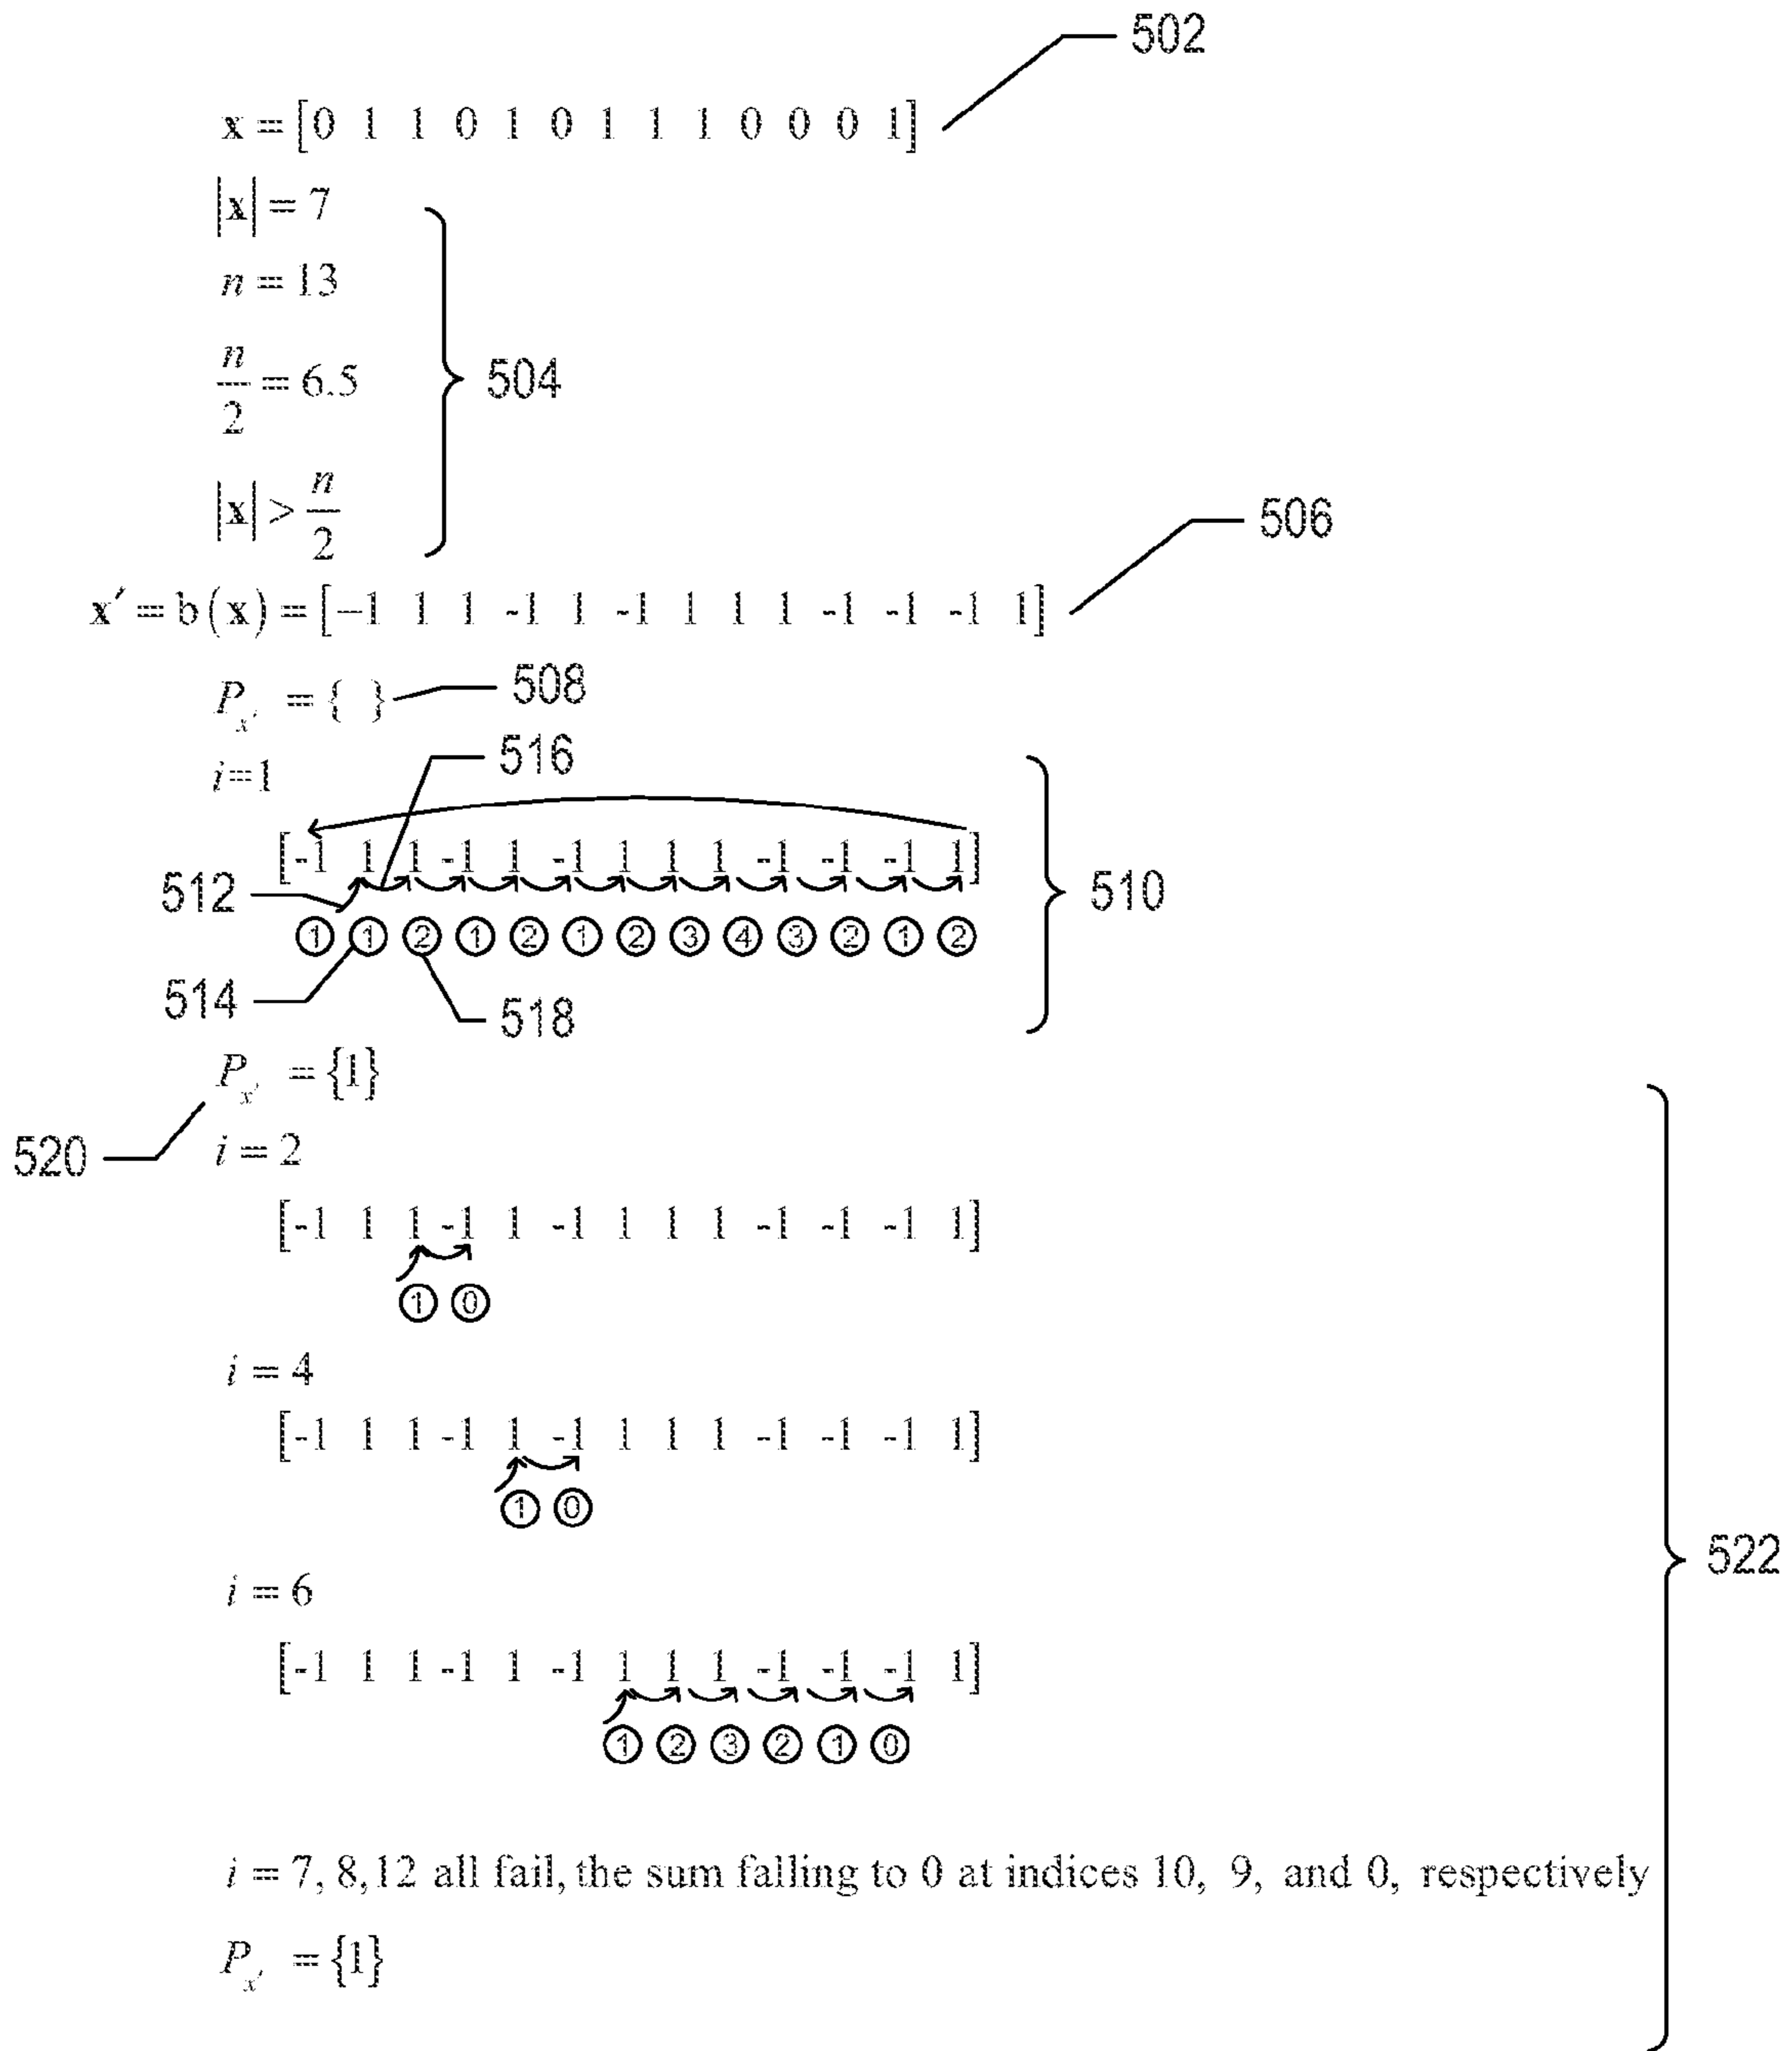 502
x = [0 1 1 0 1 0 1 1 1 0 0 0 1]
|x| = 7
n = 13
n/2 = 6.5
504
|x| > n/2
506
x′ = b(x) = [−1 1 1 -1 1 -1 1 1 1 -1 -1 -1 1]
P_x′ = { }
508
516
i=1
[-1 1 1 -1 1 -1 1 1 1 -1 -1 -1 1]
512
510
① ① ② ① ② ① ② ③ ④ ③ ② ① ②
514
518
P_x′ = {1}
520
i = 2
[-1 1 1 -1 1 -1 1 1 1 -1 -1 -1 1]
① ⓪
i = 4
[-1 1 1 -1 1 -1 1 1 1 -1 -1 -1 1]
① ⓪
522
i = 6
[-1 1 1 -1 1 -1 1 1 1 -1 -1 -1 1]
① ② ③ ② ① ⓪
i = 7, 8, 12 all fail, the sum falling to 0 at indices 10, 9, and 0, respectively
P_x′ = {1}